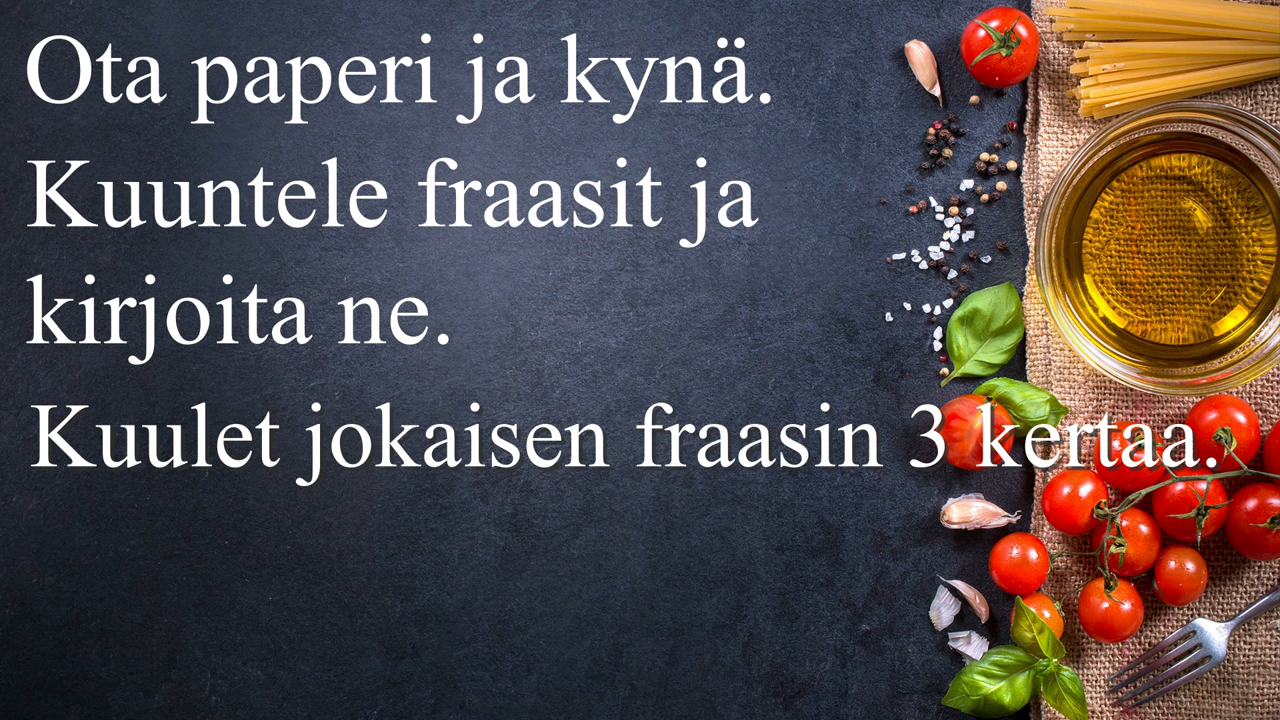 Ota paperi ja kynä.
Kuuntele fraasit ja
kirjoita ne.
Kuulet jokaisen fraasin 3 kertaa.